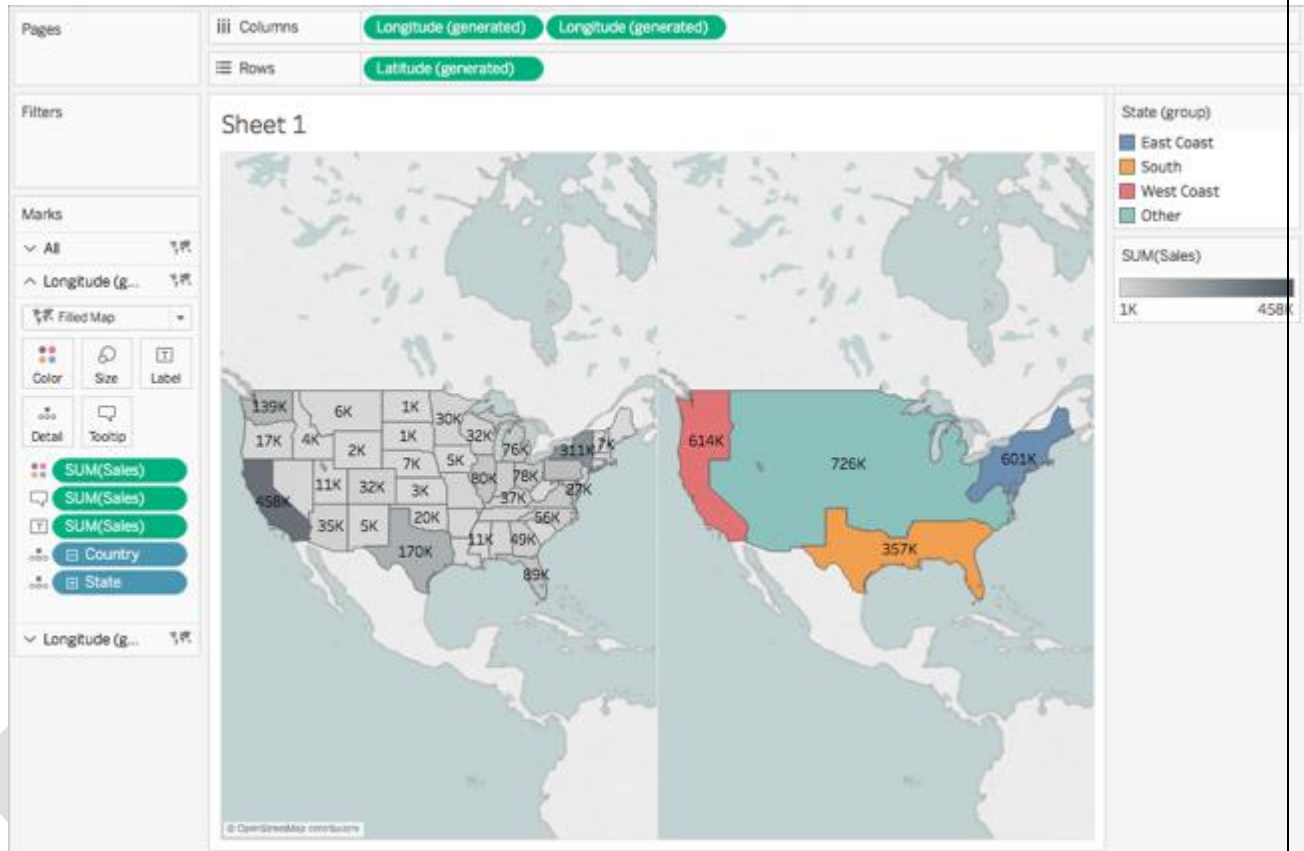 Pages
iii Columns
Longitude (generated)
Longitude (generated)
Rows
Latitude (generated)
Filters
Marks
All
Longitude (g...
Filled Map
Color
Size
Label
Detail
Tooltip
SUM(Sales)
SUM(Sales)
SUM(Sales)
Country
State
Longitude (g...
Sheet 1
139K
6K
1K
30K
17K
4K
2K
1K
32K
76K
311K
7K
7K
5K
458K
11K
32K
3K
80K
78K
27K
37K
35K
5K
20K
56K
170K
11K
49K
89K
614K
726K
601K
357K
© OpenStreetMap contributors
State (group)
East Coast
South
West Coast
Other
SUM(Sales)
1K 458K